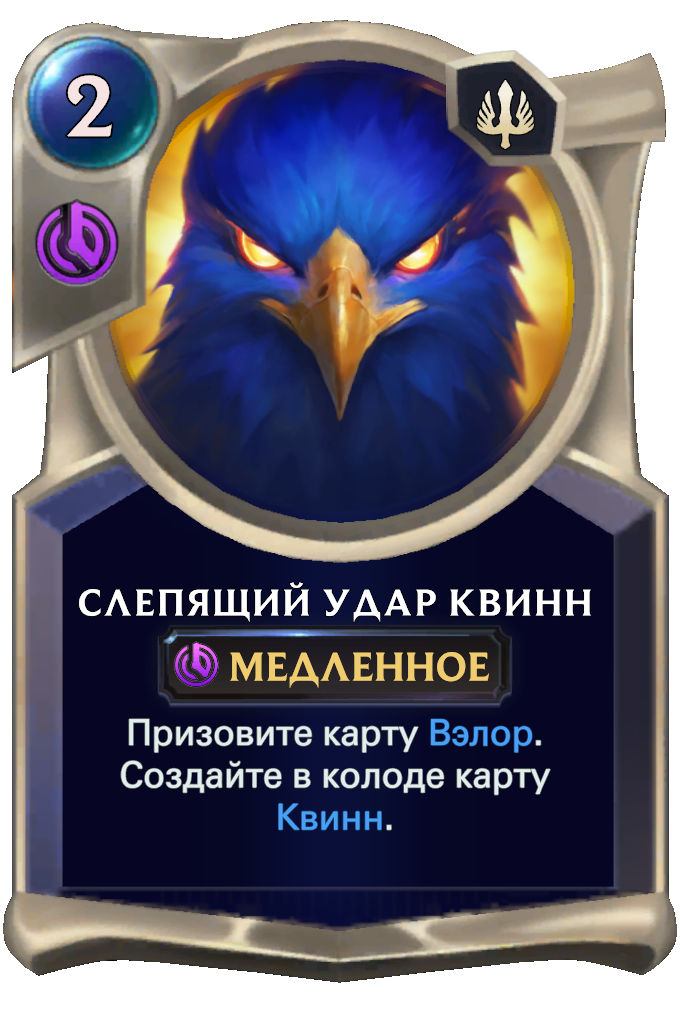 2
СЛЕПЯЩИЙ УДАР КВИНН
МЕДЛЕННОЕ
Призовите карту Вэлор.
Создайте в колоде карту
Квинн.